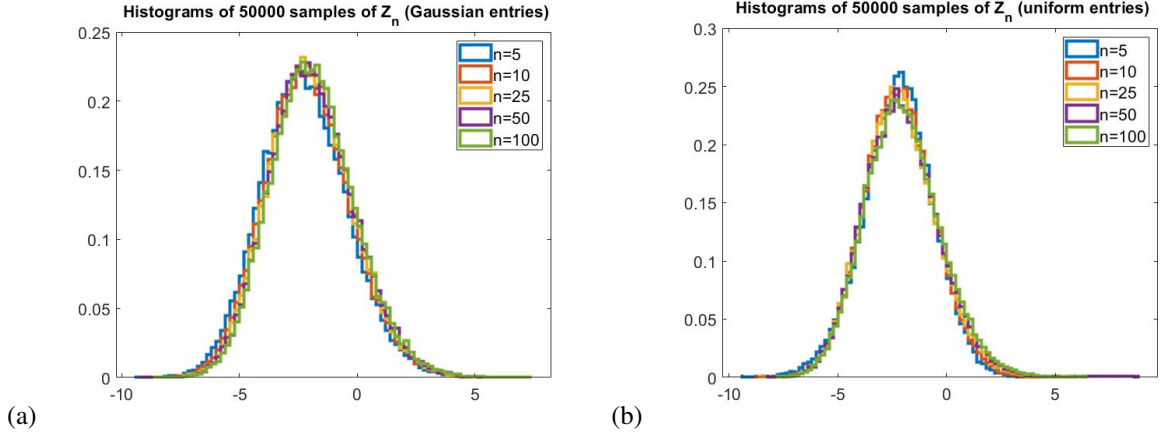 Histograms of 50000 samples of Z_n (Gaussian entries)
0.25
0.2
0.15
0.1
0.05
0
-10
-5
0
5
n=5
n=10
n=25
n=50
n=100
(a)
Histograms of 50000 samples of Z_n (uniform entries)
0.3
0.25
0.2
0.15
0.1
0.05
0
-10
-5
0
5
n=5
n=10
n=25
n=50
n=100
(b)